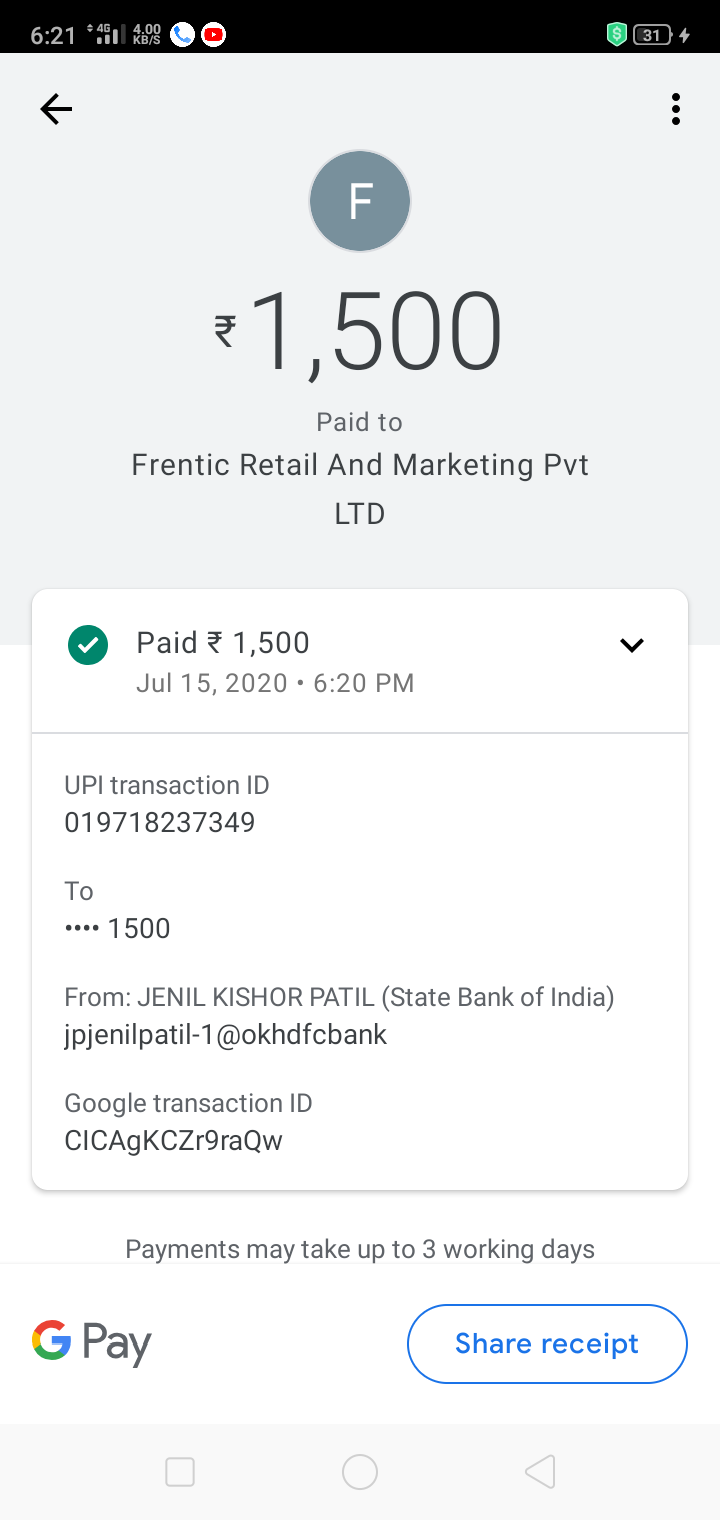 6:21 4G 4.00 KB/S 31
F
₹1,500
Paid to
Frentic Retail And Marketing Pvt
LTD
Paid ₹ 1,500
Jul 15, 2020 • 6:20 PM
UPI transaction ID
019718237349
To
•••• 1500
From: JENIL KISHOR PATIL (State Bank of India)
jpjenilpatil-1@okhdfcbank
Google transaction ID
CICAgKCZr9raQw
Payments may take up to 3 working days
G Pay
Share receipt